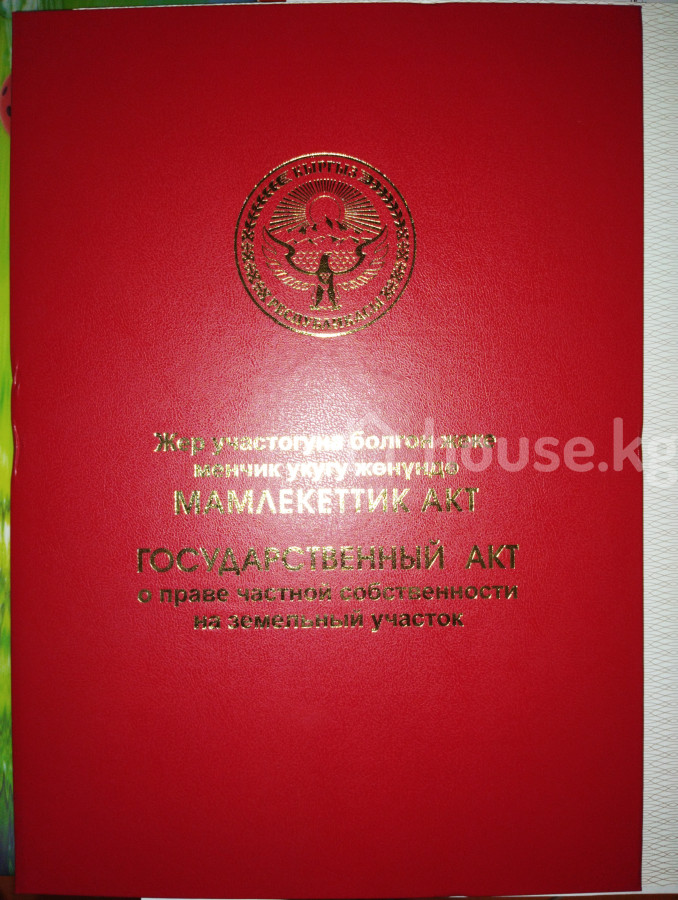 КЫРГЫЗ
РЕСПУБЛИКАСЫ
Жер участогуна болгон жеке
менчик укугу жөнүндө
МАМЛЕКЕТТИК АКТ
ГОСУДАРСТВЕННЫЙ АКТ
о праве частной собственности
на земельный участок
house.kg